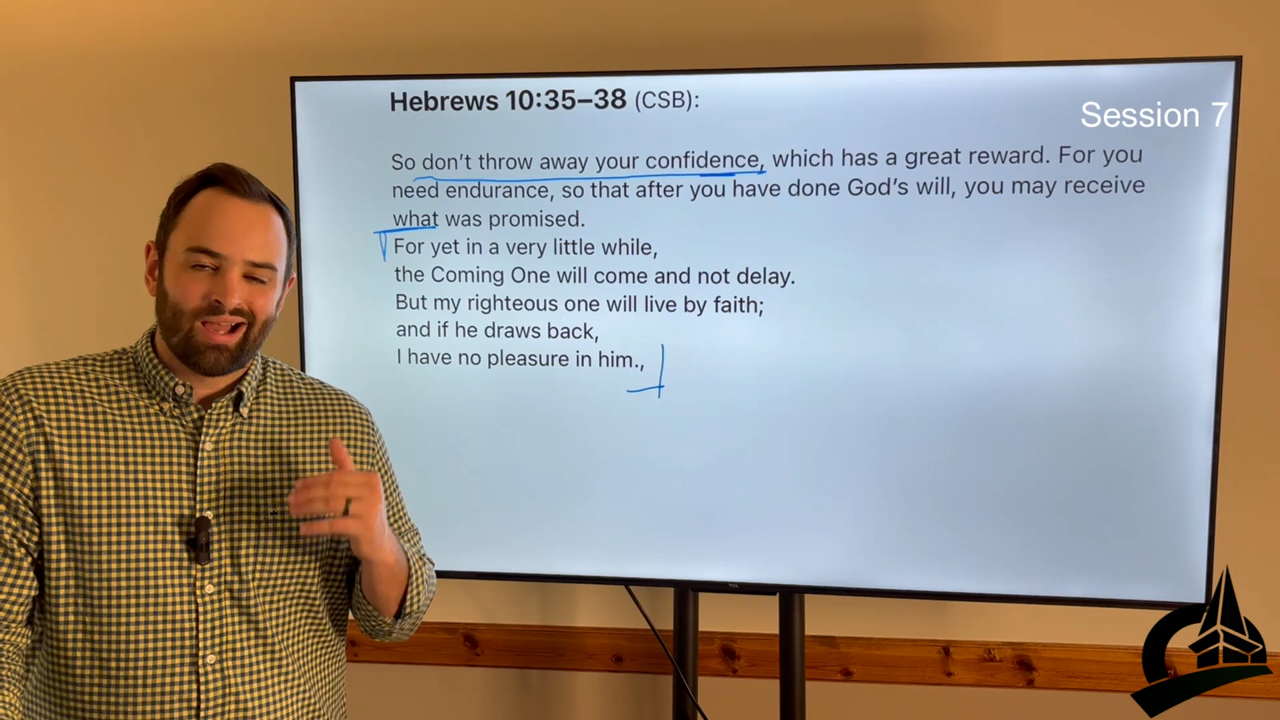 Hebrews 10:35–38 (CSB):
Session 7
So don't throw away your confidence, which has a great reward. For you
need endurance, so that after you have done God's will, you may receive
what was promised.
For yet in a very little while,
the Coming One will come and not delay.
But my righteous one will live by faith;
and if he draws back,
I have no pleasure in him.,
TCL